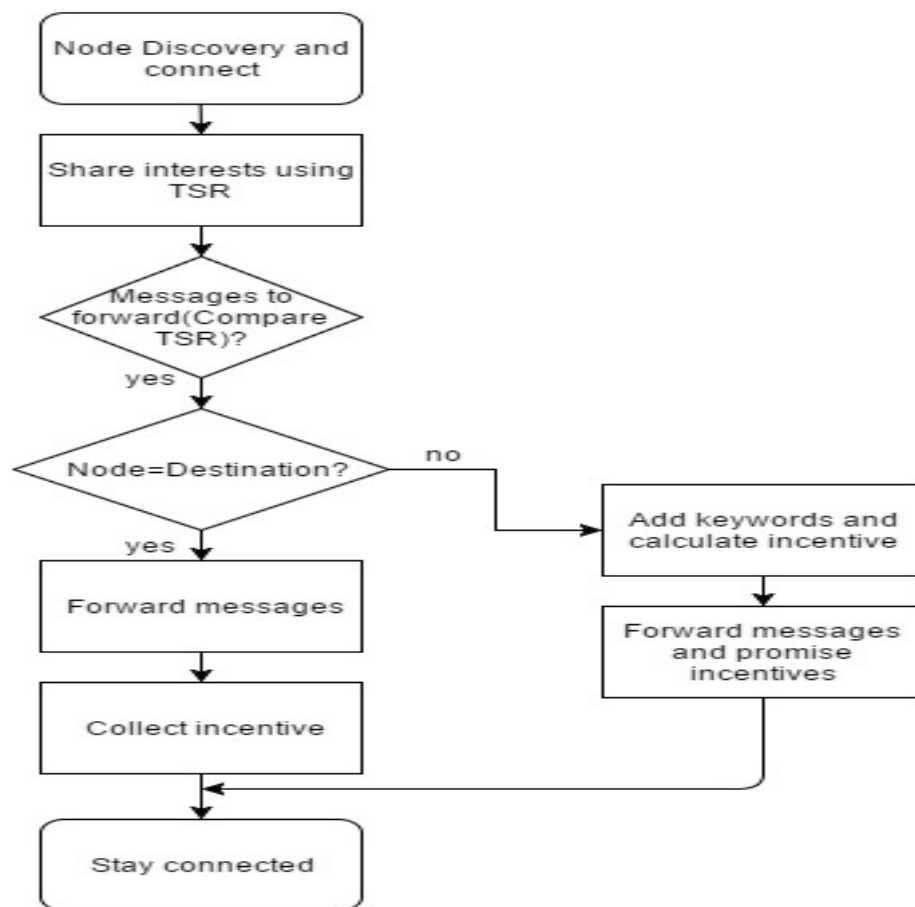 Node Discovery and
connect
Share interests using
TSR
Messages to
forward(Compare
TSR)?
yes
Node=Destination?
no
yes
Add keywords and
calculate incentive
Forward messages
Forward messages
and promise
incentives
Collect incentive
Stay connected